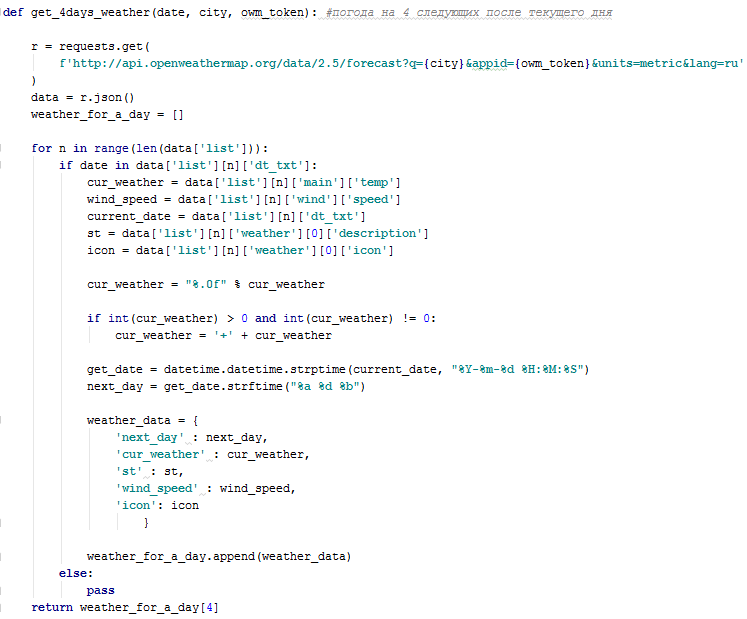 def get_4days_weather(date, city, owm_token): #погода на 4 следующих после текущего дня
r = requests.get(
f'http://api.openweathermap.org/data/2.5/forecast?q={city}&appid={owm_token}&units=metric&lang=ru'
)
data = r.json()
weather_for_a_day = []
for n in range(len(data['list'])):
if date in data['list'][n]['dt_txt']:
cur_weather = data['list'][n]['main']['temp']
wind_speed = data['list'][n]['wind']['speed']
current_date = data['list'][n]['dt_txt']
st = data['list'][n]['weather'][0]['description']
icon = data['list'][n]['weather'][0]['icon']
cur_weather = "%.0f" % cur_weather
if int(cur_weather) > 0 and int(cur_weather) != 0:
cur_weather = '+' + cur_weather
get_date = datetime.datetime.strptime(current_date, "%Y-%m-%d %H:%M:%S")
next_day = get_date.strftime("%a %d %b")
weather_data = {
'next_day' : next_day,
'cur_weather' : cur_weather,
'st' : st,
'wind_speed' : wind_speed,
'icon': icon
}
weather_for_a_day.append(weather_data)
else:
pass
return weather_for_a_day[4]